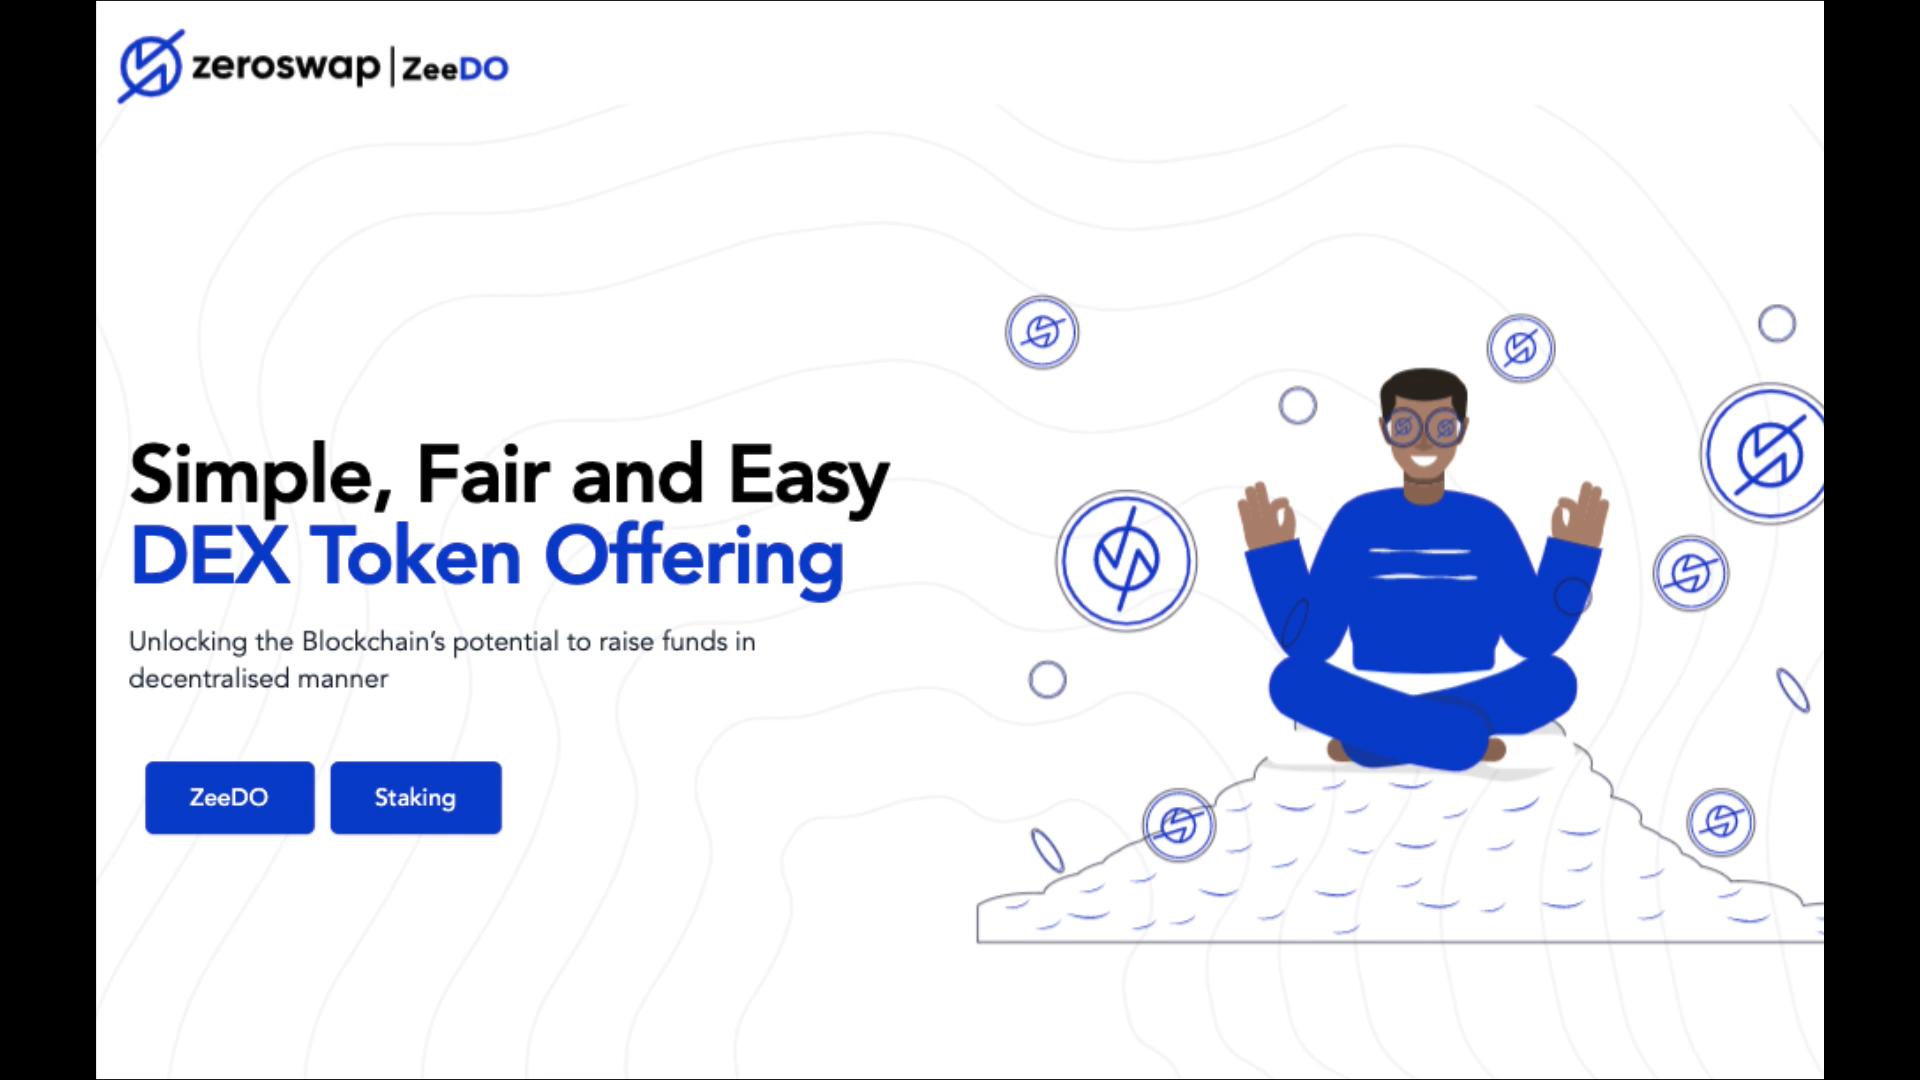 zeroswap | ZeeDO
Simple, Fair and Easy
DEX Token Offering
Unlocking the Blockchain’s potential to raise funds in
decentralised manner
ZeeDO
Staking